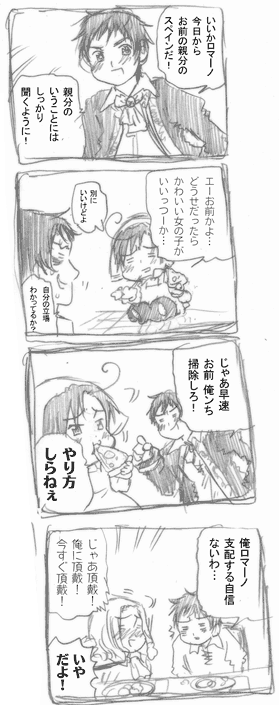 いいかロマーノ
今日から
お前の親分の
スペインだ！
親分の
いうことには
しっかり
聞くように！
エーお前かよ…
どうせだったら
かわいい女の子が
いいっつーか…
別に
いいけどよ
自分の立場
わかってるか？
じゃあ早速
お前 俺んち
掃除しろ！
やり方
しらねぇ
俺ロマーノ
支配する自信
ないわ…
じゃあ頂戴！
俺に頂戴！
今すぐ頂戴！
いや
だよ！